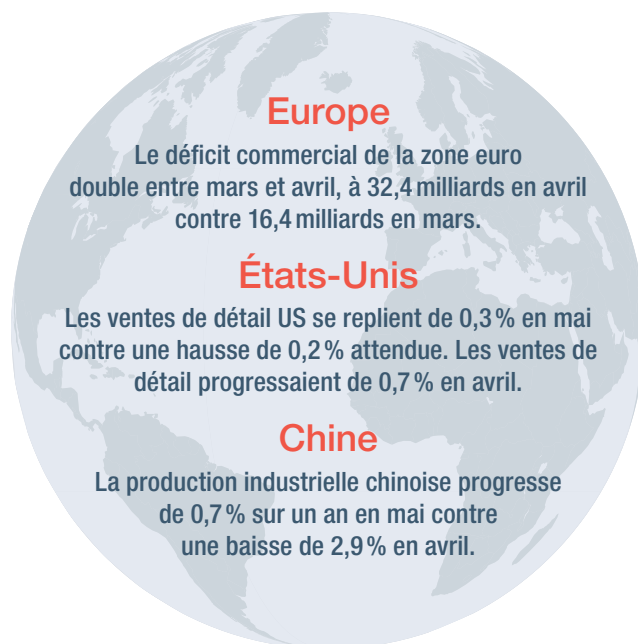 Europe
Le déficit commercial de la zone euro
double entre mars et avril, à 32,4 milliards en avril
contre 16,4 milliards en mars.
États-Unis
Les ventes de détail US se replient de 0,3 % en mai
contre une hausse de 0,2 % attendue. Les ventes de
détail progressaient de 0,7 % en avril.
Chine
La production industrielle chinoise progresse
de 0,7 % sur un an en mai contre
une baisse de 2,9 % en avril.